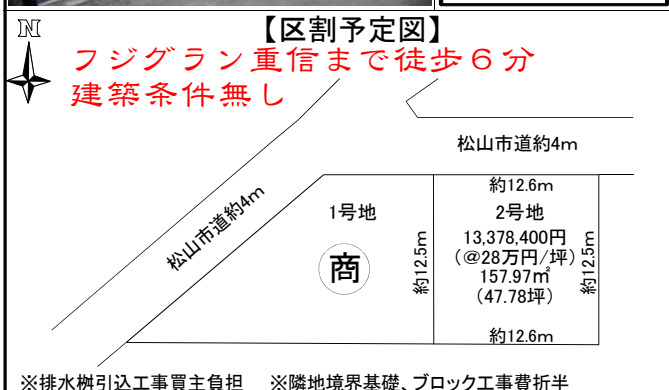 N
【区割予定図】
フジグラン重信まで徒歩6分
建築条件無し
松山市道約4m
松山市道約4m
1号地
商
約12.5m
約12.6m
2号地
13,378,400円
(@28万円/坪)
157.97㎡
(47.78坪)
約12.5m
約12.6m
※排水桝引込工事買主負担 ※隣地境界基礎、ブロック工事費折半